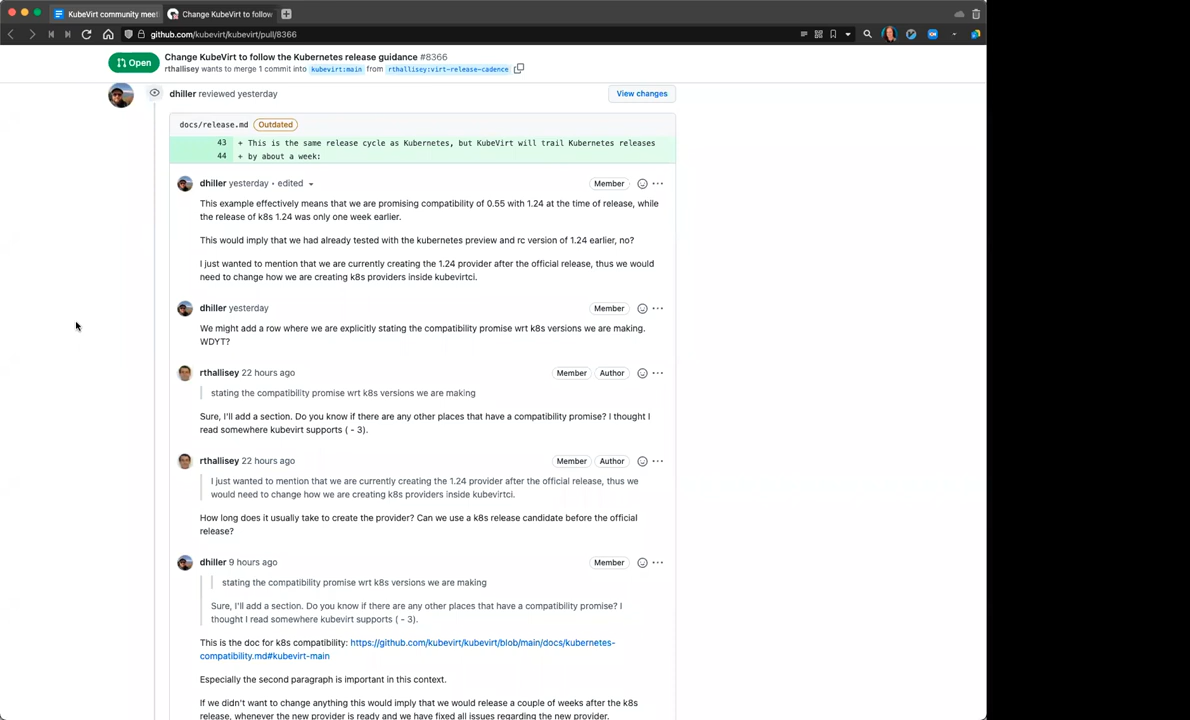 KubeVirt community meet
Change KubeVirt to follow
github.com/kubevirt/kubevirt/pull/8366
Open
Change KubeVirt to follow the Kubernetes release guidance #8366
rthallisey wants to merge 1 commit into kubevirt:main from rthallisey:virt-release-cadence
dhiller reviewed yesterday
View changes
docs/release.md Outdated
43 + This is the same release cycle as Kubernetes, but KubeVirt will trail Kubernetes releases
44 + by about a week:
dhiller yesterday • edited
Member
This example effectively means that we are promising compatibility of 0.55 with 1.24 at the time of release, while
the release of k8s 1.24 was only one week earlier.
This would imply that we had already tested with the kubernetes preview and rc version of 1.24 earlier, no?
I just wanted to mention that we are currently creating the 1.24 provider after the official release, thus we would
need to change how we are creating k8s providers inside kubevirtci.
dhiller yesterday
Member
We might add a row where we are explicitly stating the compatibility promise wrt k8s versions we are making.
WDYT?
rthallisey 22 hours ago
Member Author
stating the compatibility promise wrt k8s versions we are making
Sure, I'll add a section. Do you know if there are any other places that have a compatibility promise? I thought I
read somewhere kubevirt supports ( - 3).
rthallisey 22 hours ago
Member Author
I just wanted to mention that we are currently creating the 1.24 provider after the official release, thus we
would need to change how we are creating k8s providers inside kubevirtci.
How long does it usually take to create the provider? Can we use a k8s release candidate before the official
release?
dhiller 9 hours ago
Member
stating the compatibility promise wrt k8s versions we are making
Sure, I'll add a section. Do you know if there are any other places that have a compatibility promise? I
thought I read somewhere kubevirt supports ( - 3).
This is the doc for k8s compatibility: https://github.com/kubevirt/kubevirt/blob/main/docs/kubernetes-
compatibility.md#kubevirt-main
Especially the second paragraph is important in this context.
If we didn't want to change anything this would imply that we would release a couple of weeks after the k8s
release, whenever the new provider is ready and we have fixed all issues regarding the new provider.